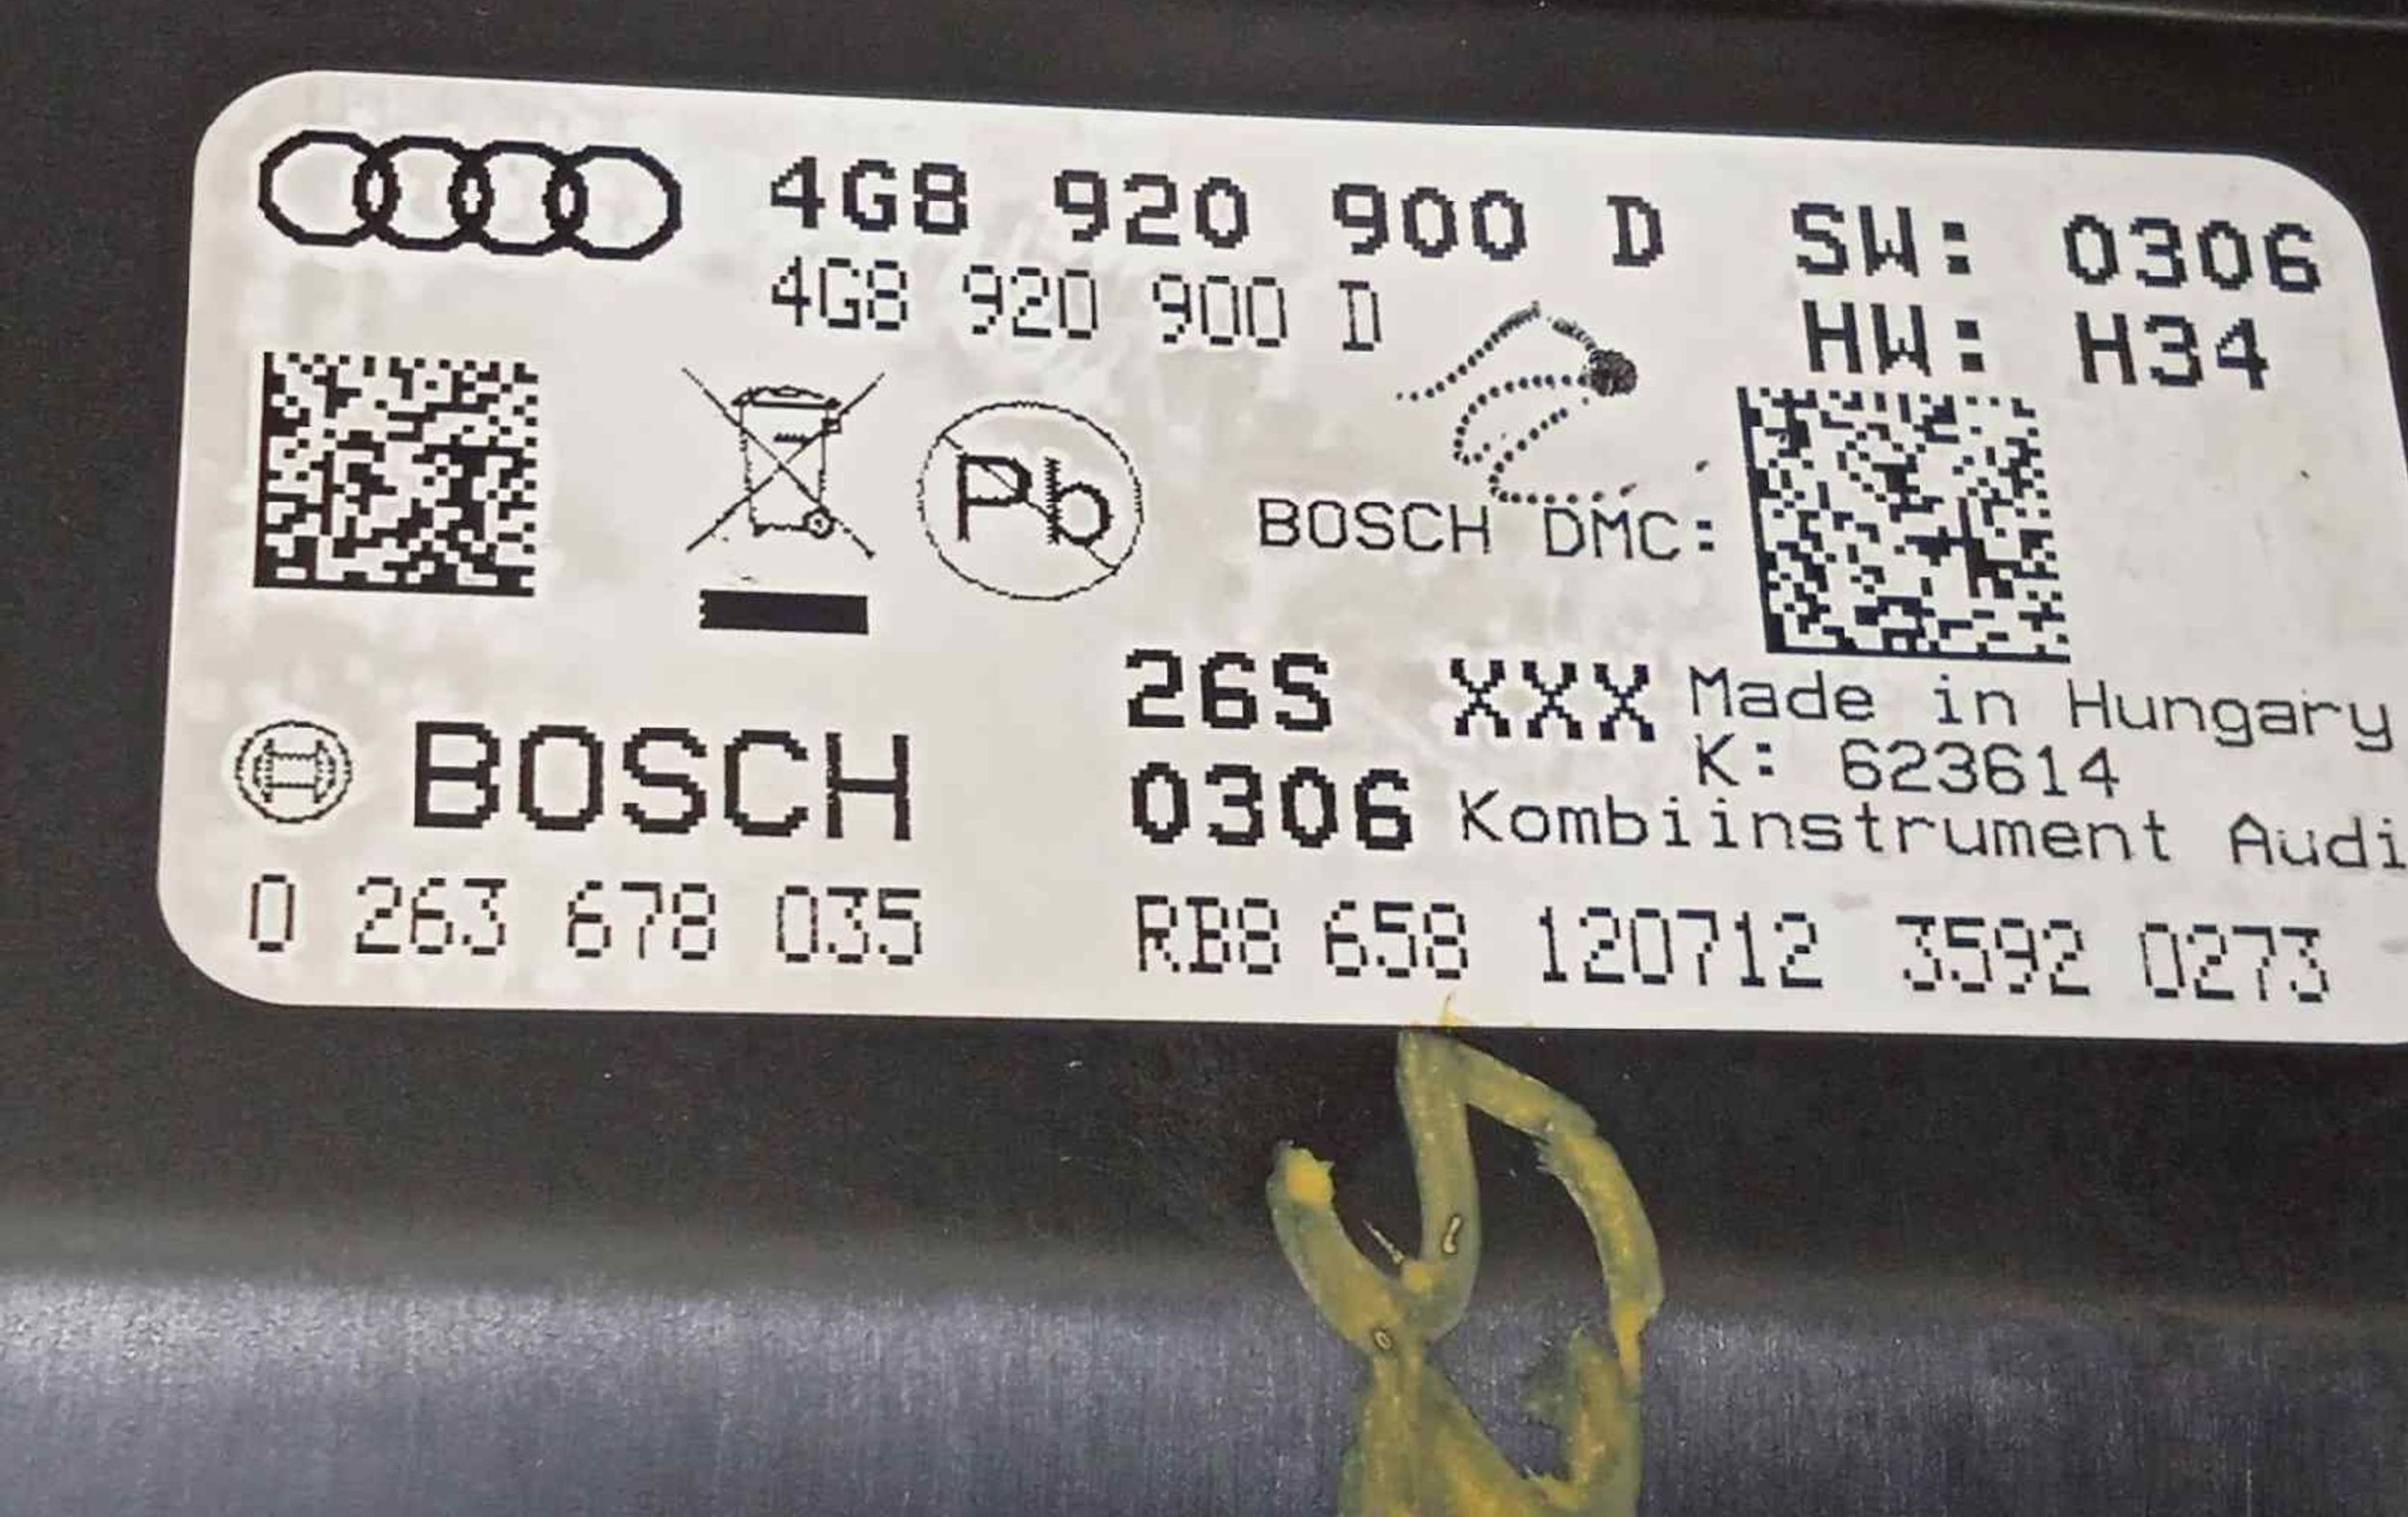 4G8 920 900 D SW: 0306
4G8 920 900 D HW: H34
Pb
BOSCH DMC:
26S XXX Made in Hungary
K: 623614
BOSCH 0306 Kombiinstrument Audi
0 263 678 035 RB8 658 120712 3592 0273